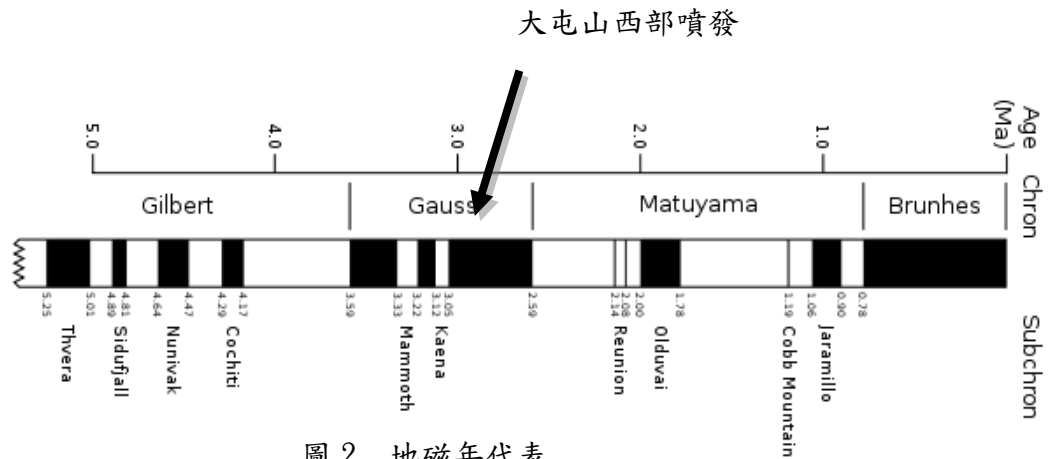 大屯山西部噴發
Age
(Ma)
5.0
4.0
3.0
2.0
1.0
Chron
Gilbert
Gauss
Matuyama
Brunhes
5.25
5.01
4.89
4.81
4.64
4.47
4.29
4.17
3.59
3.33
3.22
3.12
3.05
2.59
2.14
2.08
2.00
1.78
1.19
1.06
0.90
0.78
Subchron
Thvera
Sidufjall
Nunivak
Cochiti
Mammoth
Kaena
Reunion
Olduvai
Cobb Mountain
Jaramillo
圖 2 地磁年代表